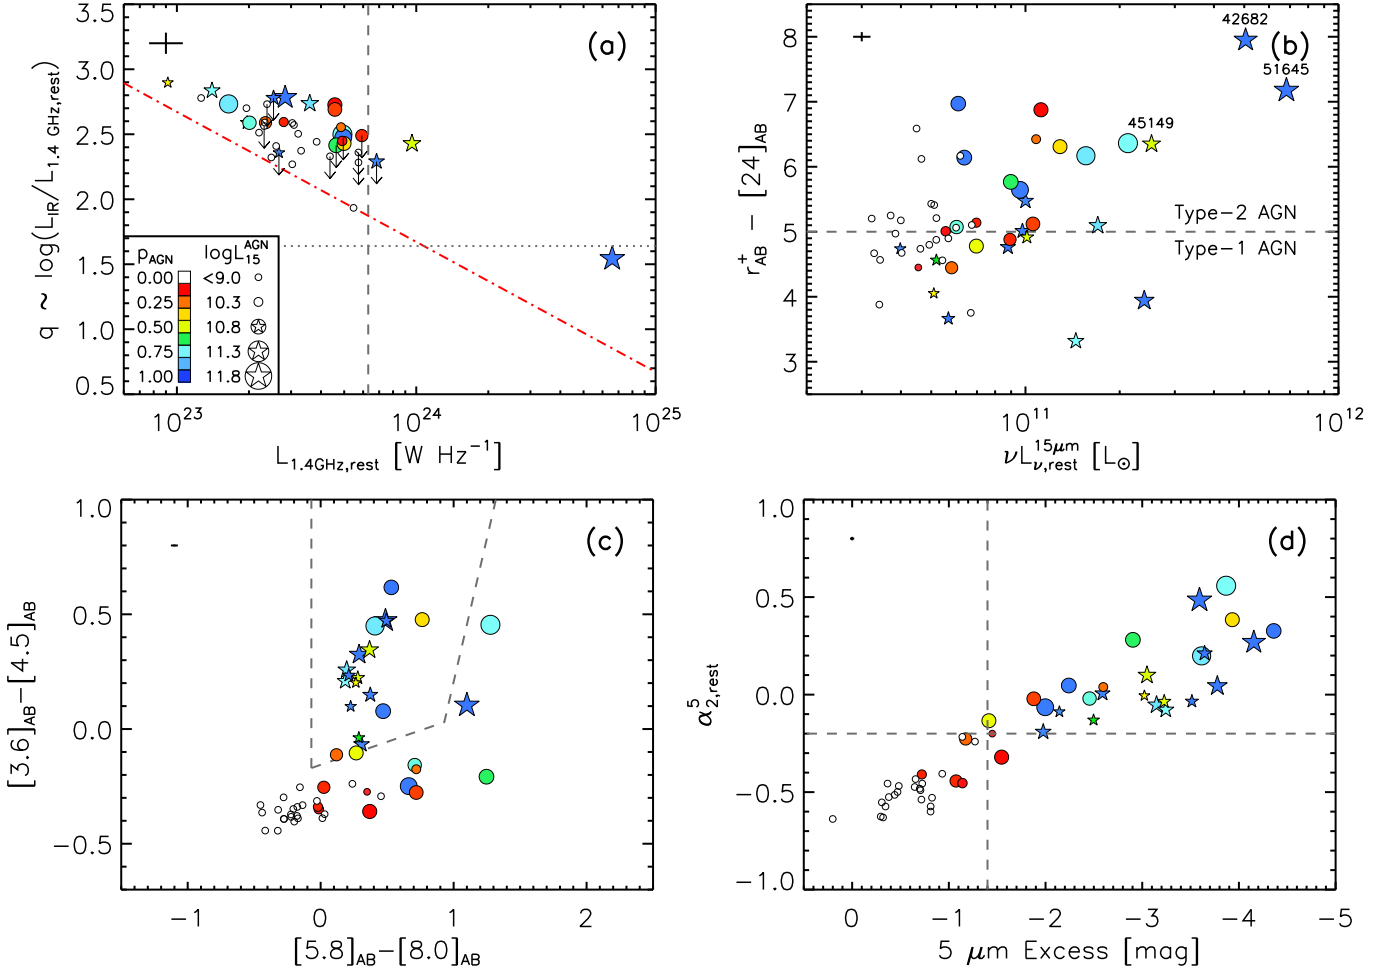 (a)
3.5
3.0
2.5
2.0
1.5
1.0
0.5
q ~ log(L_IR/L_1.4 GHz,rest)
p_AGN logL_15^AGN
0.00 <9.0
0.25 10.3
0.50 10.8
0.75 11.3
1.00 11.8
10^23 10^24 10^25
L_1.4GHz,rest [W Hz^−1]
(b)
42682
51645
45149
8
7
6
5
4
3
r^+_AB − [24]_AB
Type−2 AGN
Type−1 AGN
10^11 10^12
νL_ν,rest^15μm [L_⊙]
(c)
1.0
0.5
0.0
−0.5
[3.6]_AB−[4.5]_AB
−1 0 1 2
[5.8]_AB−[8.0]_AB
(d)
1.0
0.5
0.0
−0.5
−1.0
α^5_2,rest
0 −1 −2 −3 −4 −5
5 μm Excess [mag]